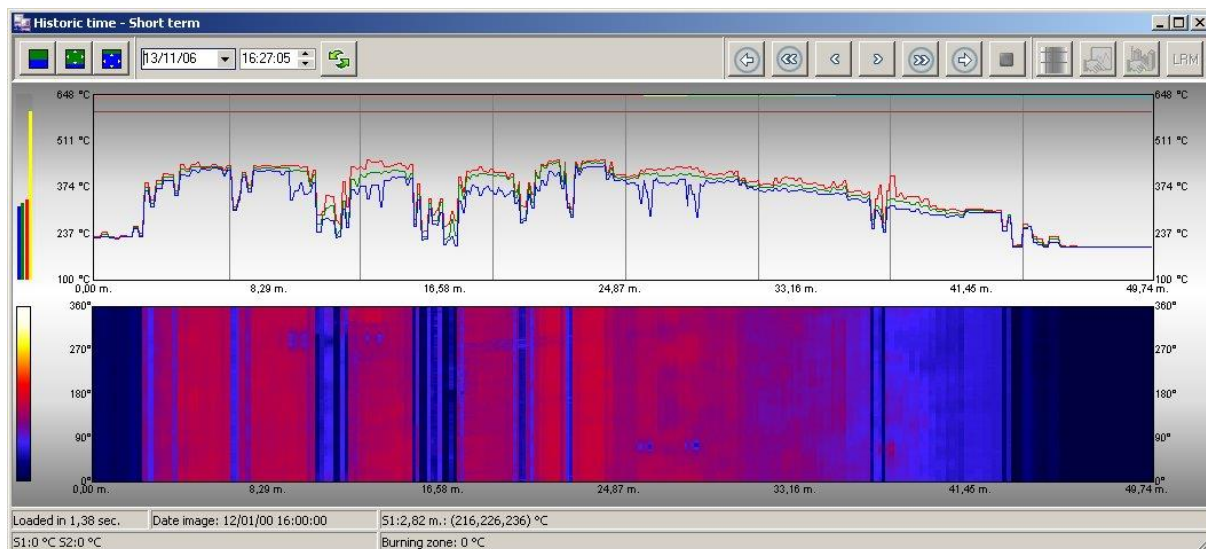 Historic time - Short term
13/11/06 16:27:05 LRM
648 °C 648 °C
511 °C 511 °C
374 °C 374 °C
237 °C 237 °C
100 °C 100 °C
0,00 m. 8,29 m. 16,58 m. 24,87 m. 33,16 m. 41,45 m. 49,74 m.
360° 360°
270° 270°
180° 180°
90° 90°
0° 0°
0,00 m. 8,29 m. 16,58 m. 24,87 m. 33,16 m. 41,45 m. 49,74 m.
Loaded in 1,38 sec. Date image: 12/01/00 16:00:00 S1:2,82 m.: (216,226,236) °C
S1:0 °C S2:0 °C Burning zone: 0 °C